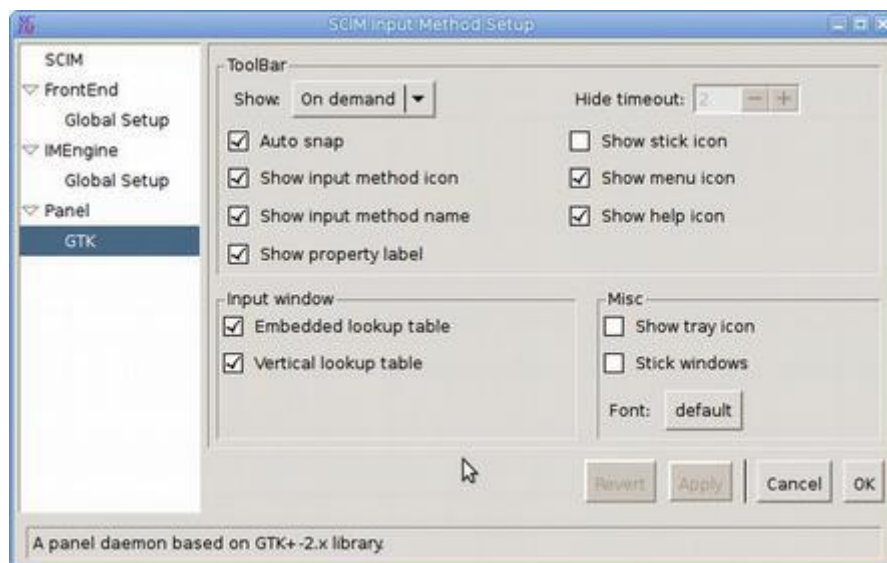 SCIM Input Method Setup
SCIM
FrontEnd
Global Setup
IMEngine
Global Setup
Panel
GTK
ToolBar
Show: On demand Hide timeout: 2
Auto snap Show stick icon
Show input method icon Show menu icon
Show input method name Show help icon
Show property label
Input window Misc
Embedded lookup table Show tray icon
Vertical lookup table Stick windows
Font: default
Revert Apply Cancel OK
A panel daemon based on GTK+-2.x library.